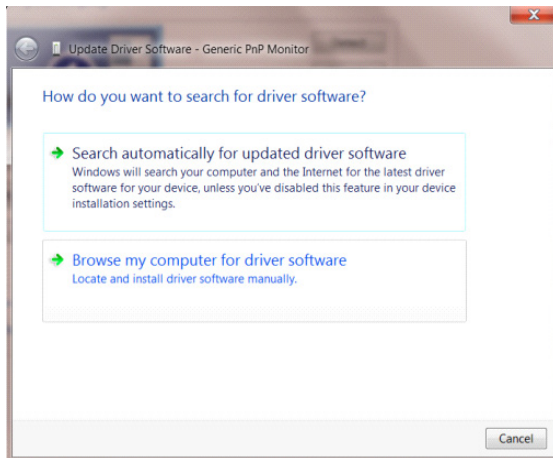 Update Driver Software - Generic PnP Monitor
How do you want to search for driver software?
Search automatically for updated driver software
Windows will search your computer and the Internet for the latest driver
software for your device, unless you've disabled this feature in your device
installation settings.
Browse my computer for driver software
Locate and install driver software manually.
Cancel